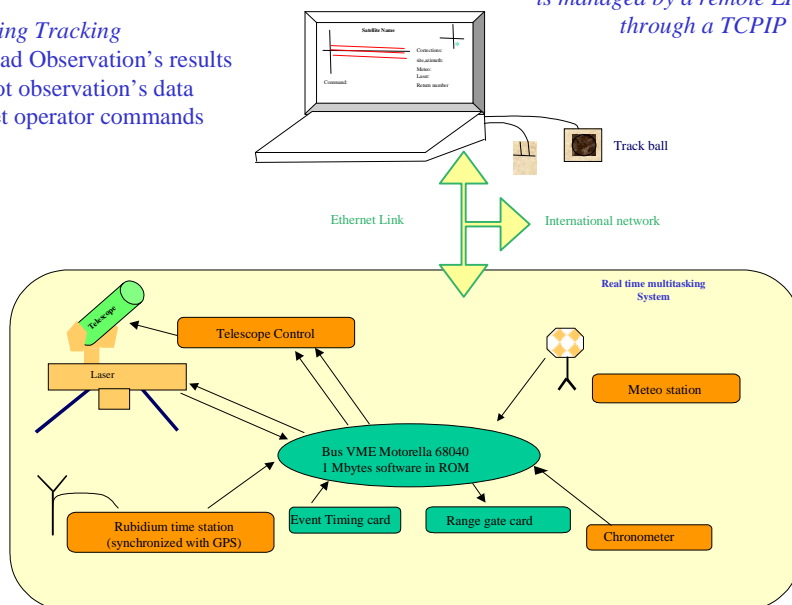 is managed by a remote
through a TCPIP
ing Tracking
ad Observation's results
ot observation's data
et operator commands
Satellite Name
Corrections:
site,azimuth:
Meteo:
Laser:
Return number
Command:
Track ball
Ethernet Link
International network
Real time multitasking
System
Telescope
Telescope Control
Laser
Meteo station
Bus VME Motorella 68040
1 Mbytes software in ROM
Event Timing card
Range gate card
Rubidium time station
(synchronized with GPS)
Chronometer